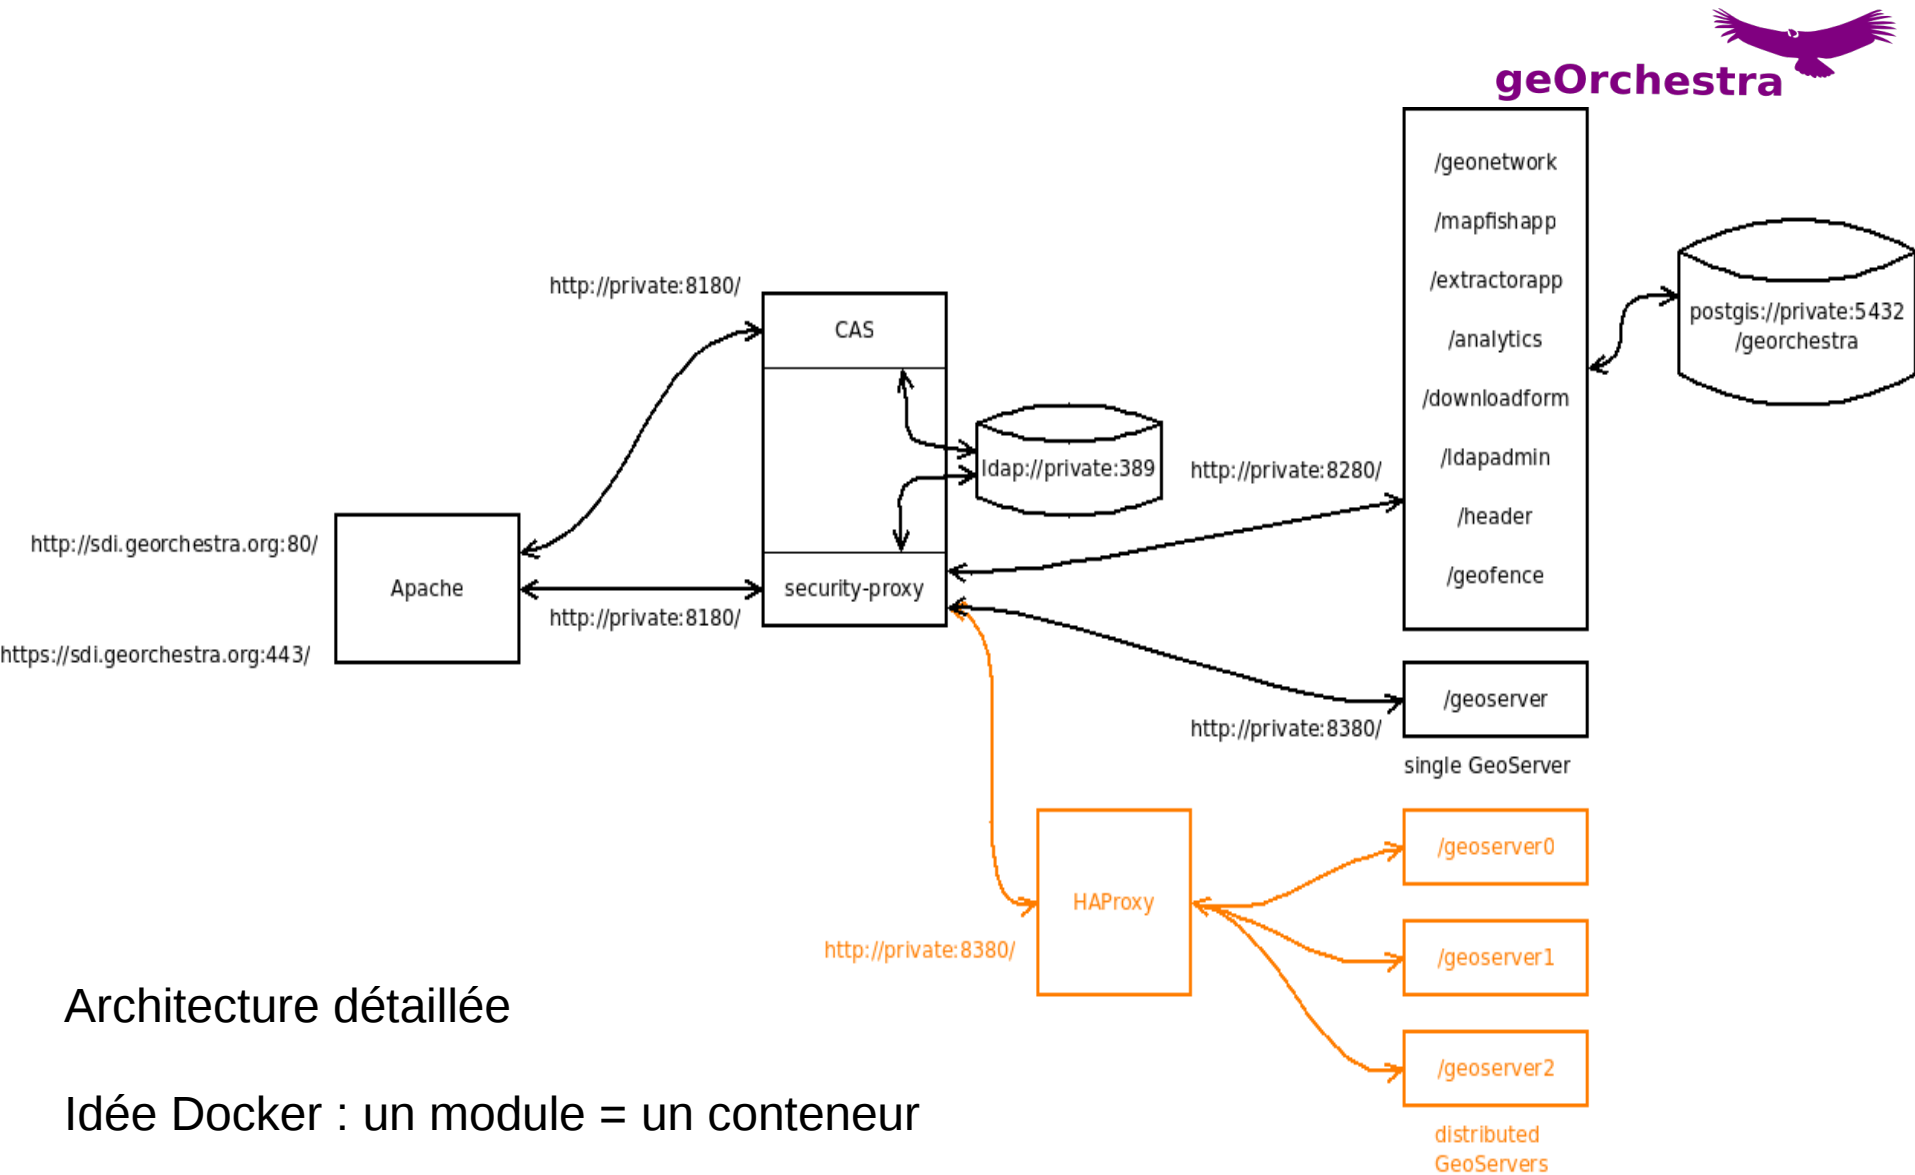 geOrchestra
/geonetwork
/mapfishapp
/extractorapp
/analytics
/downloadform
/ldapadmin
/header
/geofence
postgis://private:5432
/georchestra
http://private:8180/
CAS
ldap://private:389
http://private:8280/
http://sdi.georchestra.org:80/
Apache
security-proxy
http://private:8180/
https://sdi.georchestra.org:443/
/geoserver
http://private:8380/
single GeoServer
/geoserver0
HAProxy
http://private:8380/
/geoserver1
/geoserver2
distributed
GeoServers
Architecture détaillée
Idée Docker : un module = un conteneur